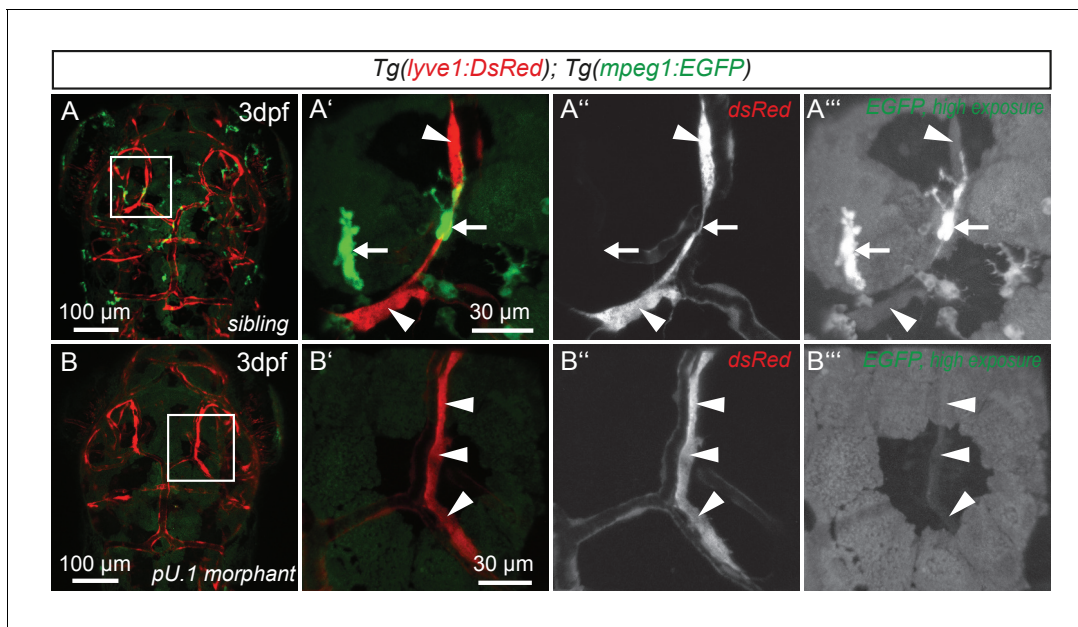 Tg(lyve1:DsRed); Tg(mpeg1:EGFP)
A 3dpf
100 µm sibling
A' 30 µm
A'' dsRed
A''' EGFP, high exposure
B 3dpf
100 µm pU.1 morphant
B' 30 µm
B'' dsRed
B''' EGFP, high exposure